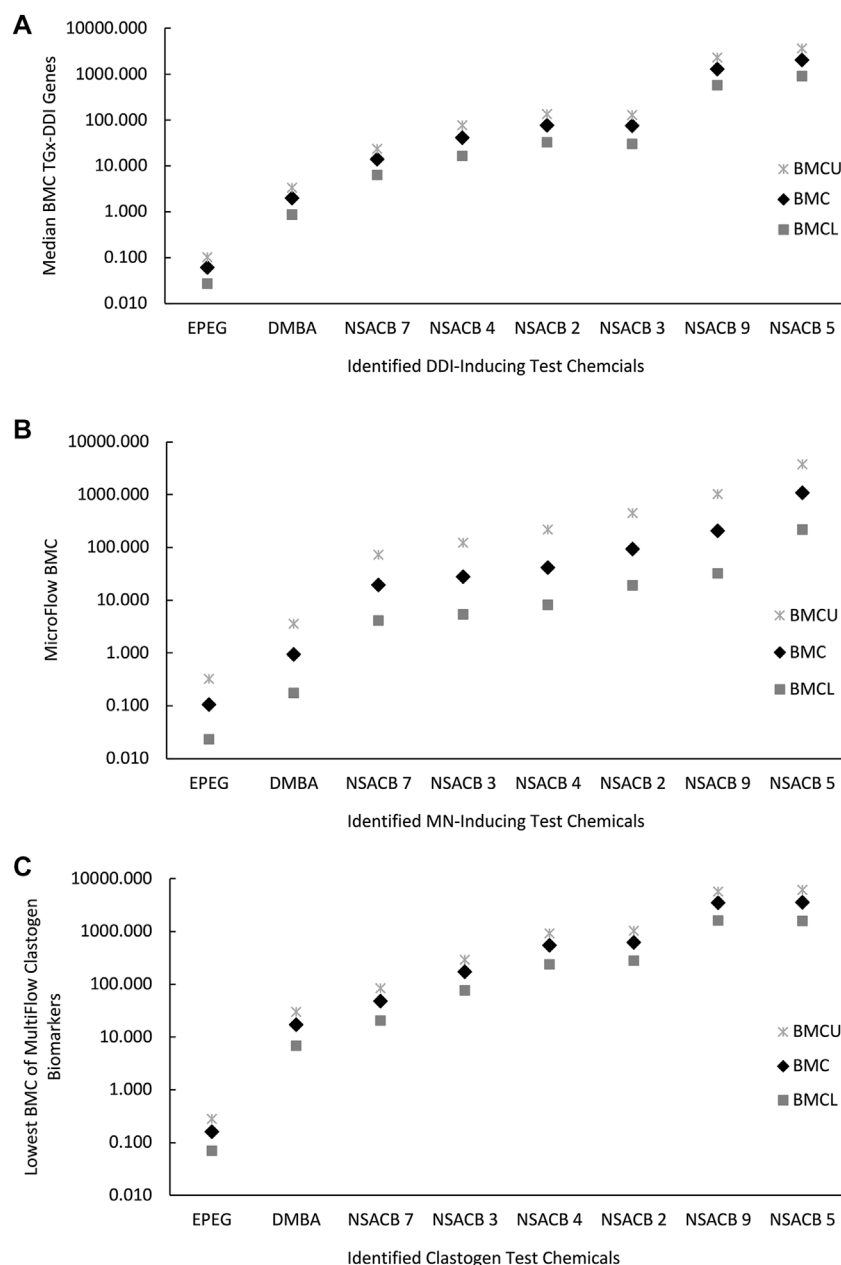 A
Median BMC TGx-DDI Genes
10000.000
1000.000
100.000
10.000
1.000
0.100
0.010
BMCU
BMC
BMCL
EPEG DMBA NSACB 7 NSACB 4 NSACB 2 NSACB 3 NSACB 9 NSACB 5
Identified DDI-Inducing Test Chemcials
B
MicroFlow BMC
10000.000
1000.000
100.000
10.000
1.000
0.100
0.010
BMCU
BMC
BMCL
EPEG DMBA NSACB 7 NSACB 3 NSACB 4 NSACB 2 NSACB 9 NSACB 5
Identified MN-Inducing Test Chemicals
C
Lowest BMC of MultiFlow Clastogen
Biomarkers
10000.000
1000.000
100.000
10.000
1.000
0.100
0.010
BMCU
BMC
BMCL
EPEG DMBA NSACB 7 NSACB 3 NSACB 4 NSACB 2 NSACB 9 NSACB 5
Identified Clastogen Test Chemicals